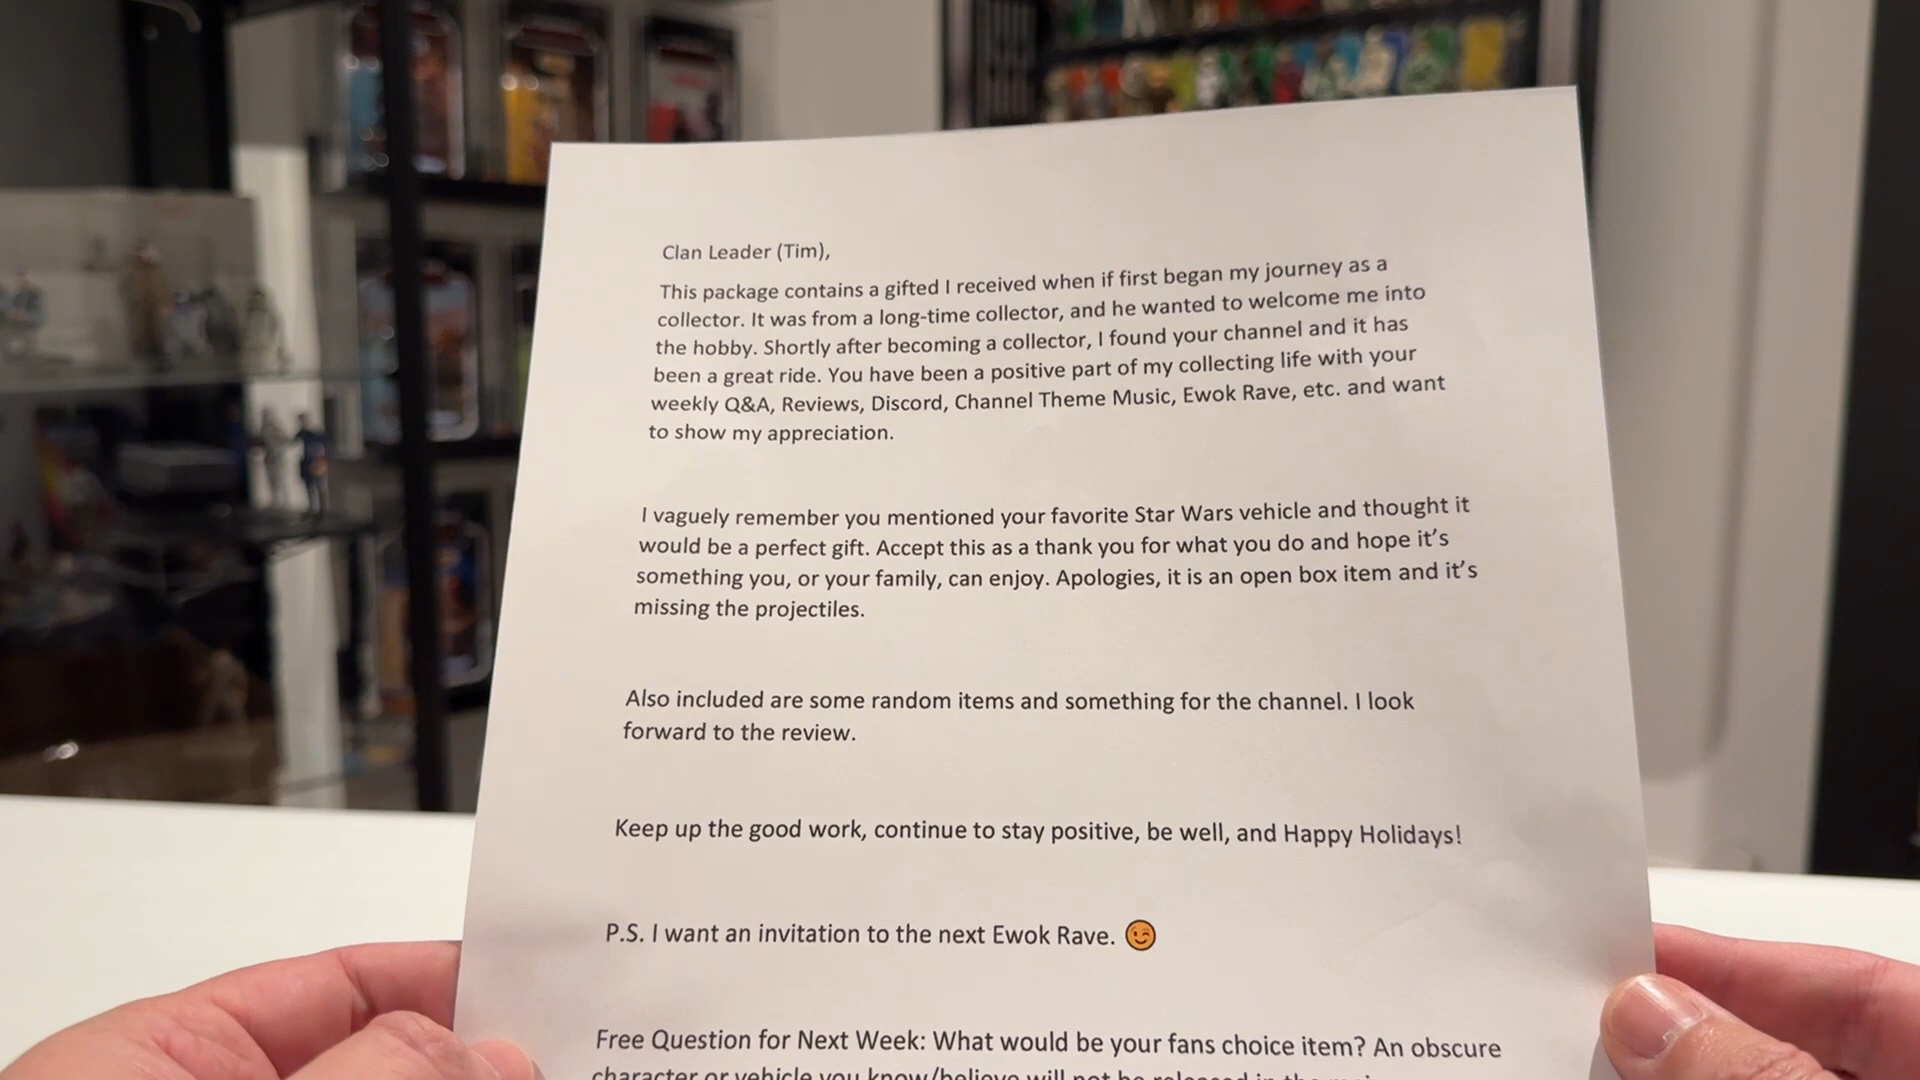 Clan Leader (Tim),
This package contains a gifted I received when if first began my journey as a
collector. It was from a long-time collector, and he wanted to welcome me into
the hobby. Shortly after becoming a collector, I found your channel and it has
been a great ride. You have been a positive part of my collecting life with your
weekly Q&A, Reviews, Discord, Channel Theme Music, Ewok Rave, etc. and want
to show my appreciation.
I vaguely remember you mentioned your favorite Star Wars vehicle and thought it
would be a perfect gift. Accept this as a thank you for what you do and hope it’s
something you, or your family, can enjoy. Apologies, it is an open box item and it’s
missing the projectiles.
Also included are some random items and something for the channel. I look
forward to the review.
Keep up the good work, continue to stay positive, be well, and Happy Holidays!
P.S. I want an invitation to the next Ewok Rave. 😉
Free Question for Next Week: What would be your fans choice item? An obscure
character or vehicle you know/believe will not be released in the